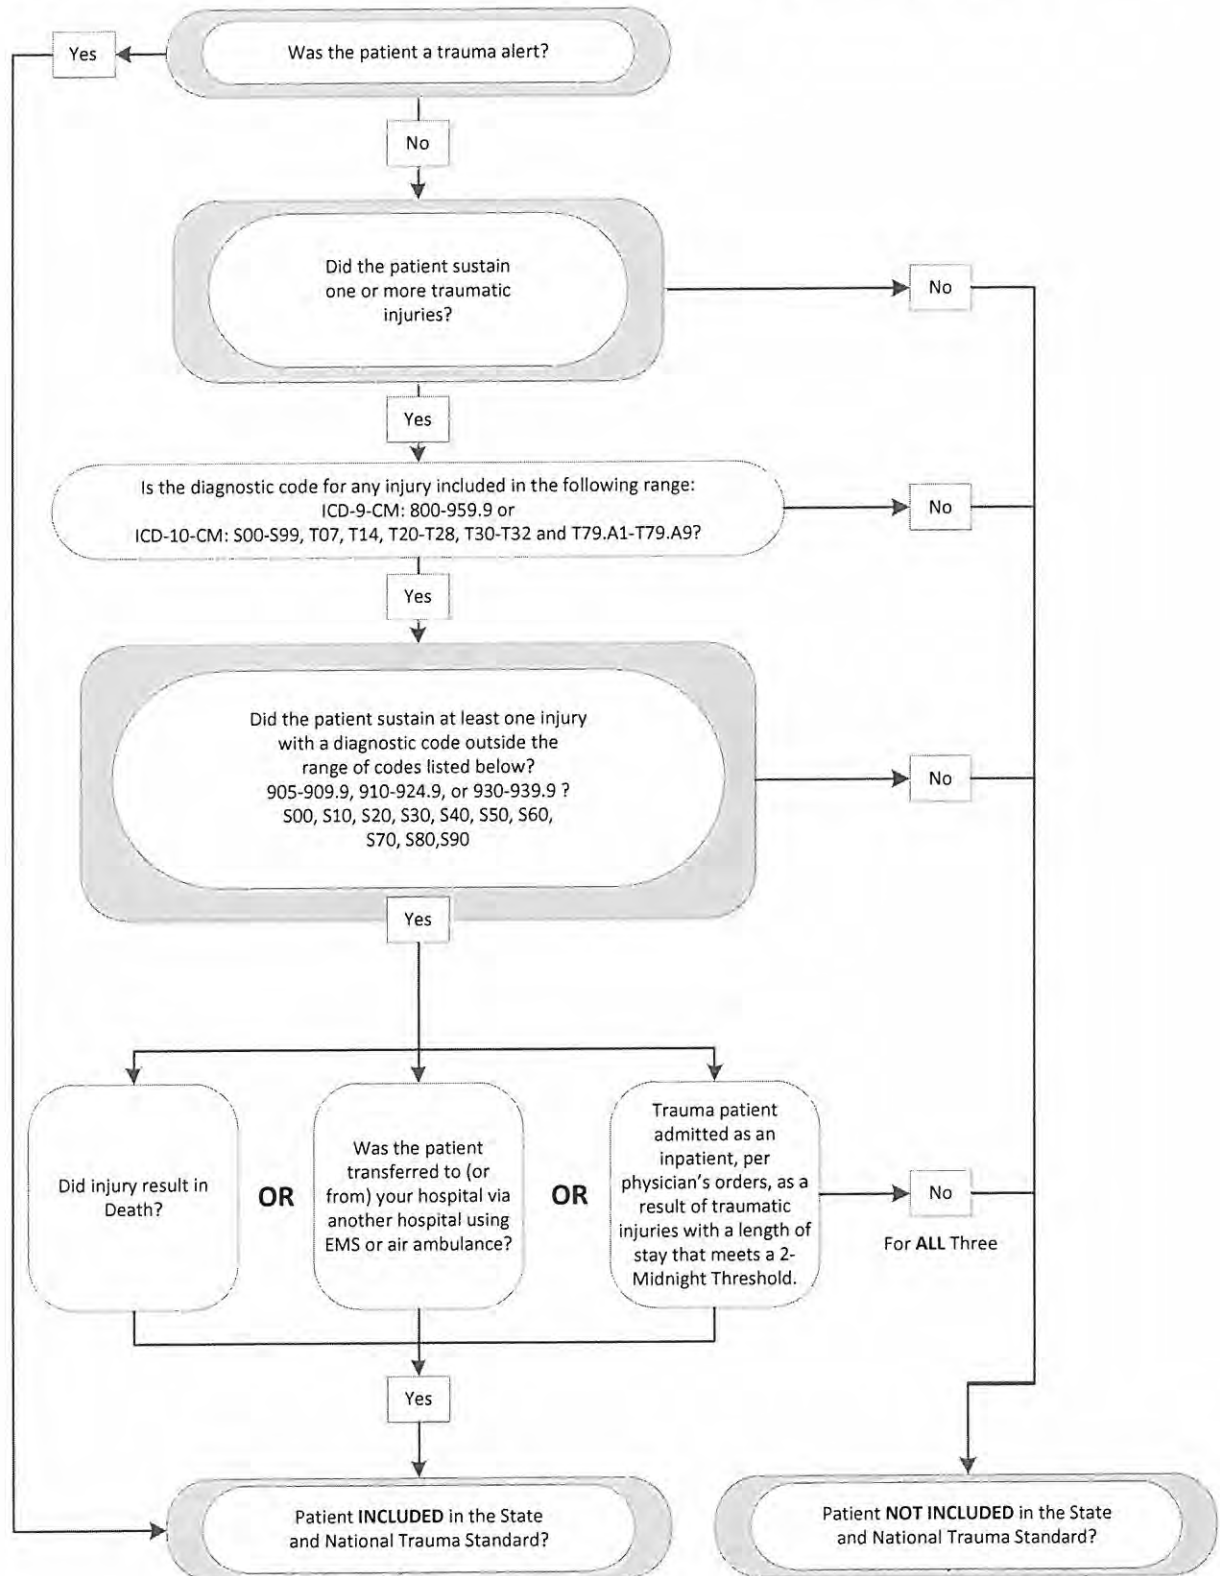 Yes
Was the patient a trauma alert?
No
Did the patient sustain
one or more traumatic
injuries?
No
Yes
Is the diagnostic code for any injury included in the following range:
ICD-9-CM: 800-959.9 or
ICD-10-CM: S00-S99, T07, T14, T20-T28, T30-T32 and T79.A1-T79.A9?
No
Yes
Did the patient sustain at least one injury
with a diagnostic code outside the
range of codes listed below?
905-909.9, 910-924.9, or 930-939.9 ?
S00, S10, S20, S30, S40, S50, S60,
S70, S80,S90
No
Yes
Did injury result in
Death?
OR
Was the patient
transferred to (or
from) your hospital via
another hospital using
EMS or air ambulance?
OR
Trauma patient
admitted as an
inpatient, per
physician's orders, as a
result of traumatic
injuries with a length of
stay that meets a 2-
Midnight Threshold.
No
For ALL Three
Yes
Patient INCLUDED in the State
and National Trauma Standard?
Patient NOT INCLUDED in the State
and National Trauma Standard?